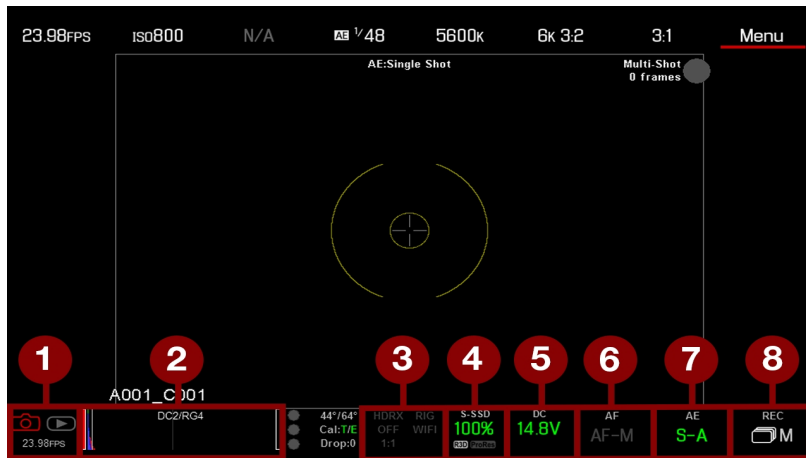 23.98FPS ISO800 N/A AE 1/48 5600K 6K 3:2 3:1 Menu
AE:Single Shot
Multi-Shot
0 frames
1 2 3 4 5 6 7 8
A001_C001
23.98FPS
DC2/RG4
44°/64°
Cal:T/E
Drop:0
HDRX RIG
OFF WIFI
1:1
S-SSD
100%
R3D ProRes
DC
14.8V
AF
AF-M
AE
S-A
REC
M